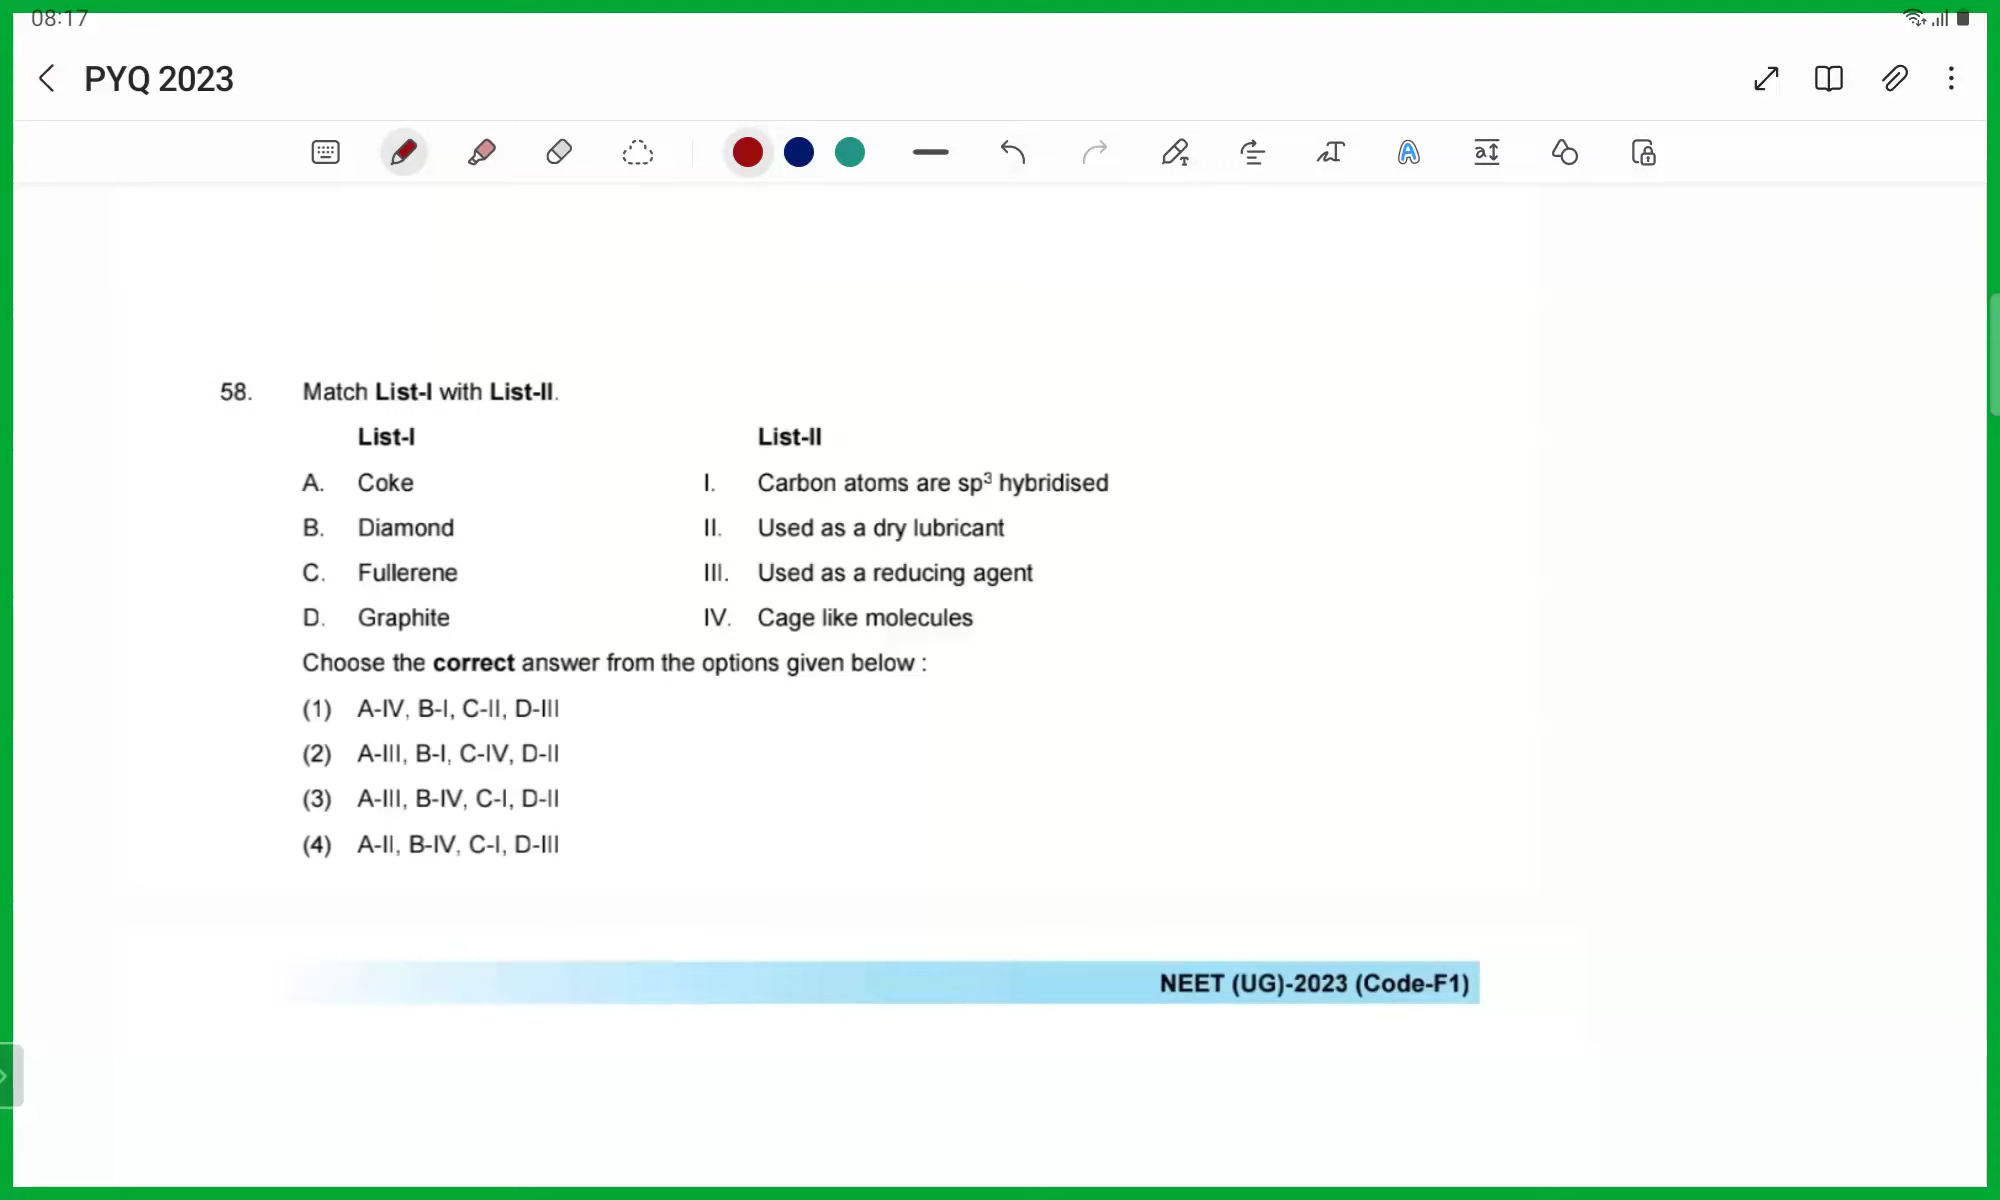 08:17
PYQ 2023
58. Match List-I with List-II.
List-I List-II
A. Coke I. Carbon atoms are sp³ hybridised
B. Diamond II. Used as a dry lubricant
C. Fullerene III. Used as a reducing agent
D. Graphite IV. Cage like molecules
Choose the correct answer from the options given below :
(1) A-IV, B-I, C-II, D-III
(2) A-III, B-I, C-IV, D-II
(3) A-III, B-IV, C-I, D-II
(4) A-II, B-IV, C-I, D-III
NEET (UG)-2023 (Code-F1)